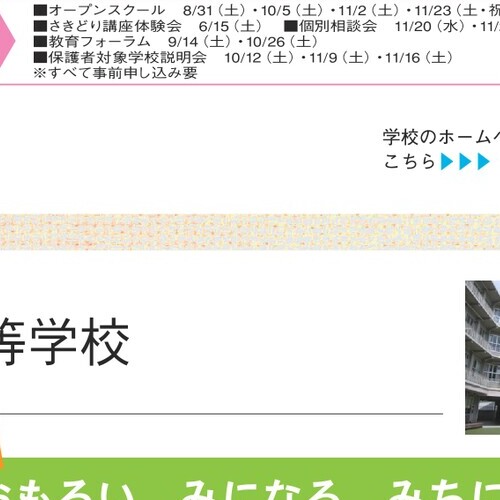 ■オープンスクール 8/31（土）・10/5（土）・11/2（土）・11/23（土・祝
■さきどり講座体験会 6/15（土） ■個別相談会 11/20（水）・11/
■教育フォーラム 9/14（土）・10/26（土）
■保護者対象学校説明会 10/12（土）・11/9（土）・11/16（土）
※すべて事前申し込み要
学校のホームペ
こちら▶▶▶
等学校
おもろい みになる みちに